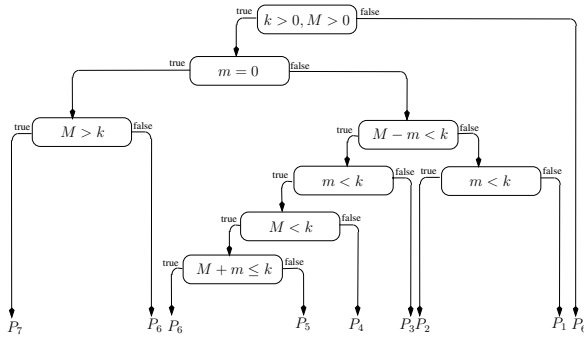 k > 0, M > 0
true
false
m = 0
true
false
M > k
true
false
M − m < k
true
false
m < k
true
false
m < k
true
false
M < k
true
false
M + m ≤ k
true
false
P₇
P₆
P₆
P₅
P₄
P₃
P₂
P₁
P₆